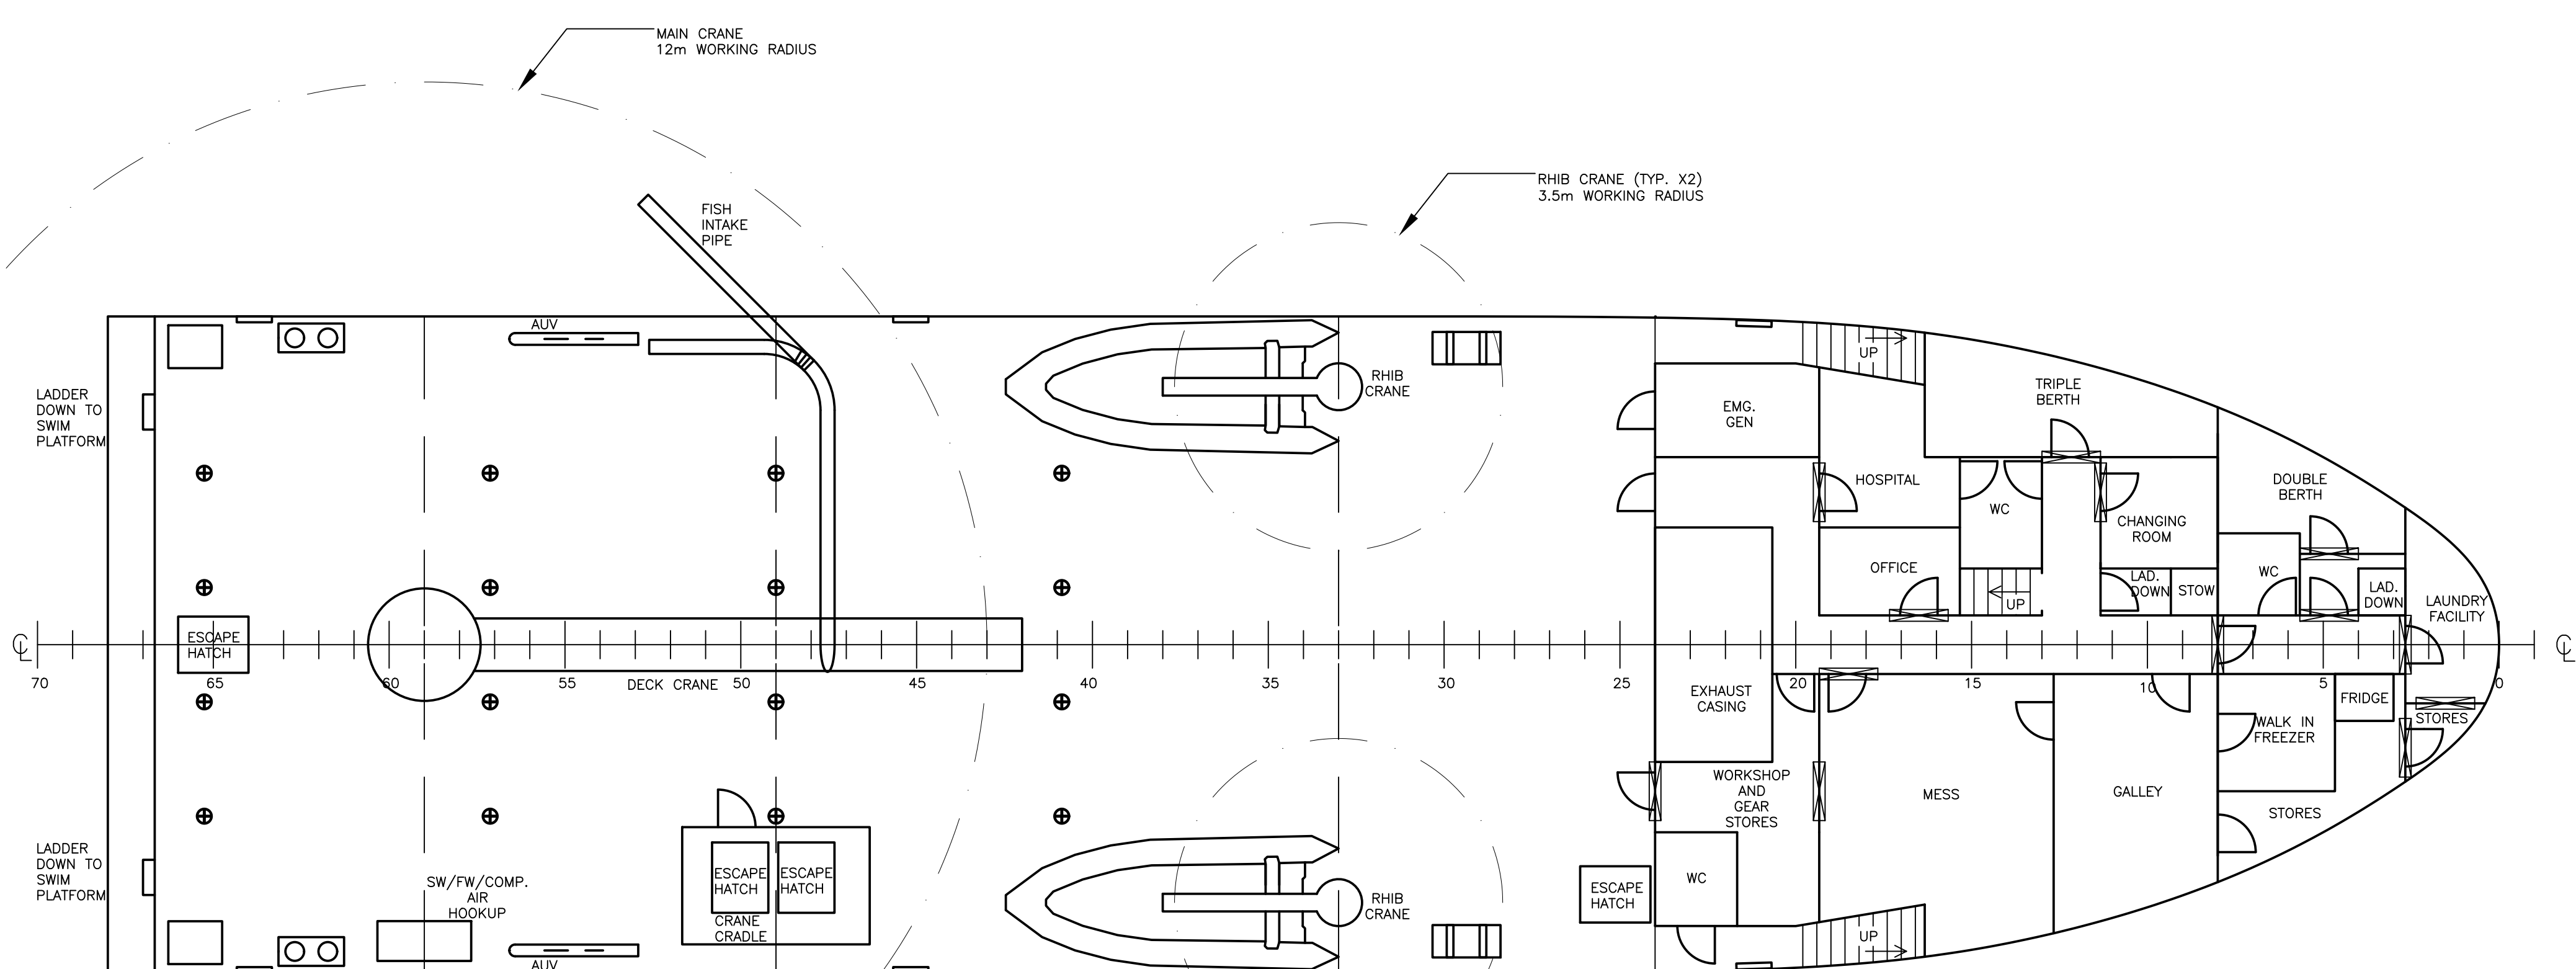 MAIN CRANE
12m WORKING RADIUS
RHIB CRANE (TYP. X2)
3.5m WORKING RADIUS
FISH
INTAKE
PIPE
AUV
UP
LADDER
DOWN TO
SWIM
PLATFORM
RHIB
CRANE
EMG.
GEN
TRIPLE
BERTH
HOSPITAL
WC
CHANGING
ROOM
DOUBLE
BERTH
OFFICE
UP
LAD.
DOWN
STOW
WC
LAD.
DOWN
LAUNDRY
FACILITY
ESCAPE
HATCH
CL
CL
70
65
60
55
DECK CRANE
50
45
40
35
30
25
20
15
10
5
0
EXHAUST
CASING
FRIDGE
STORES
WALK IN
FREEZER
WORKSHOP
AND
GEAR
STORES
MESS
GALLEY
STORES
LADDER
DOWN TO
SWIM
PLATFORM
SW/FW/COMP.
AIR
HOOKUP
ESCAPE
HATCH
ESCAPE
HATCH
CRANE
CRADLE
RHIB
CRANE
ESCAPE
HATCH
WC
UP
AUV